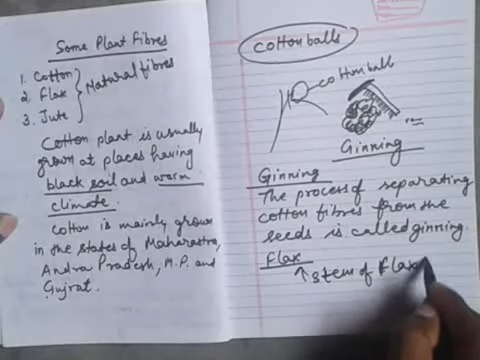 Some Plant Fibres
1. Cotton
2. Flax
3. Jute
Natural fibres
Cotton plant is usually
grown at places having
black soil and warm
climate.
Cotton is mainly grown
in the states of Maharastra,
Andra Pradesh, M.P. and
Gujrat.
Cotton balls
cotton balls
Ginning
Ginning
The process of separating
cotton fibres from the
seeds is called ginning.
Flax
↑ stem of Flax